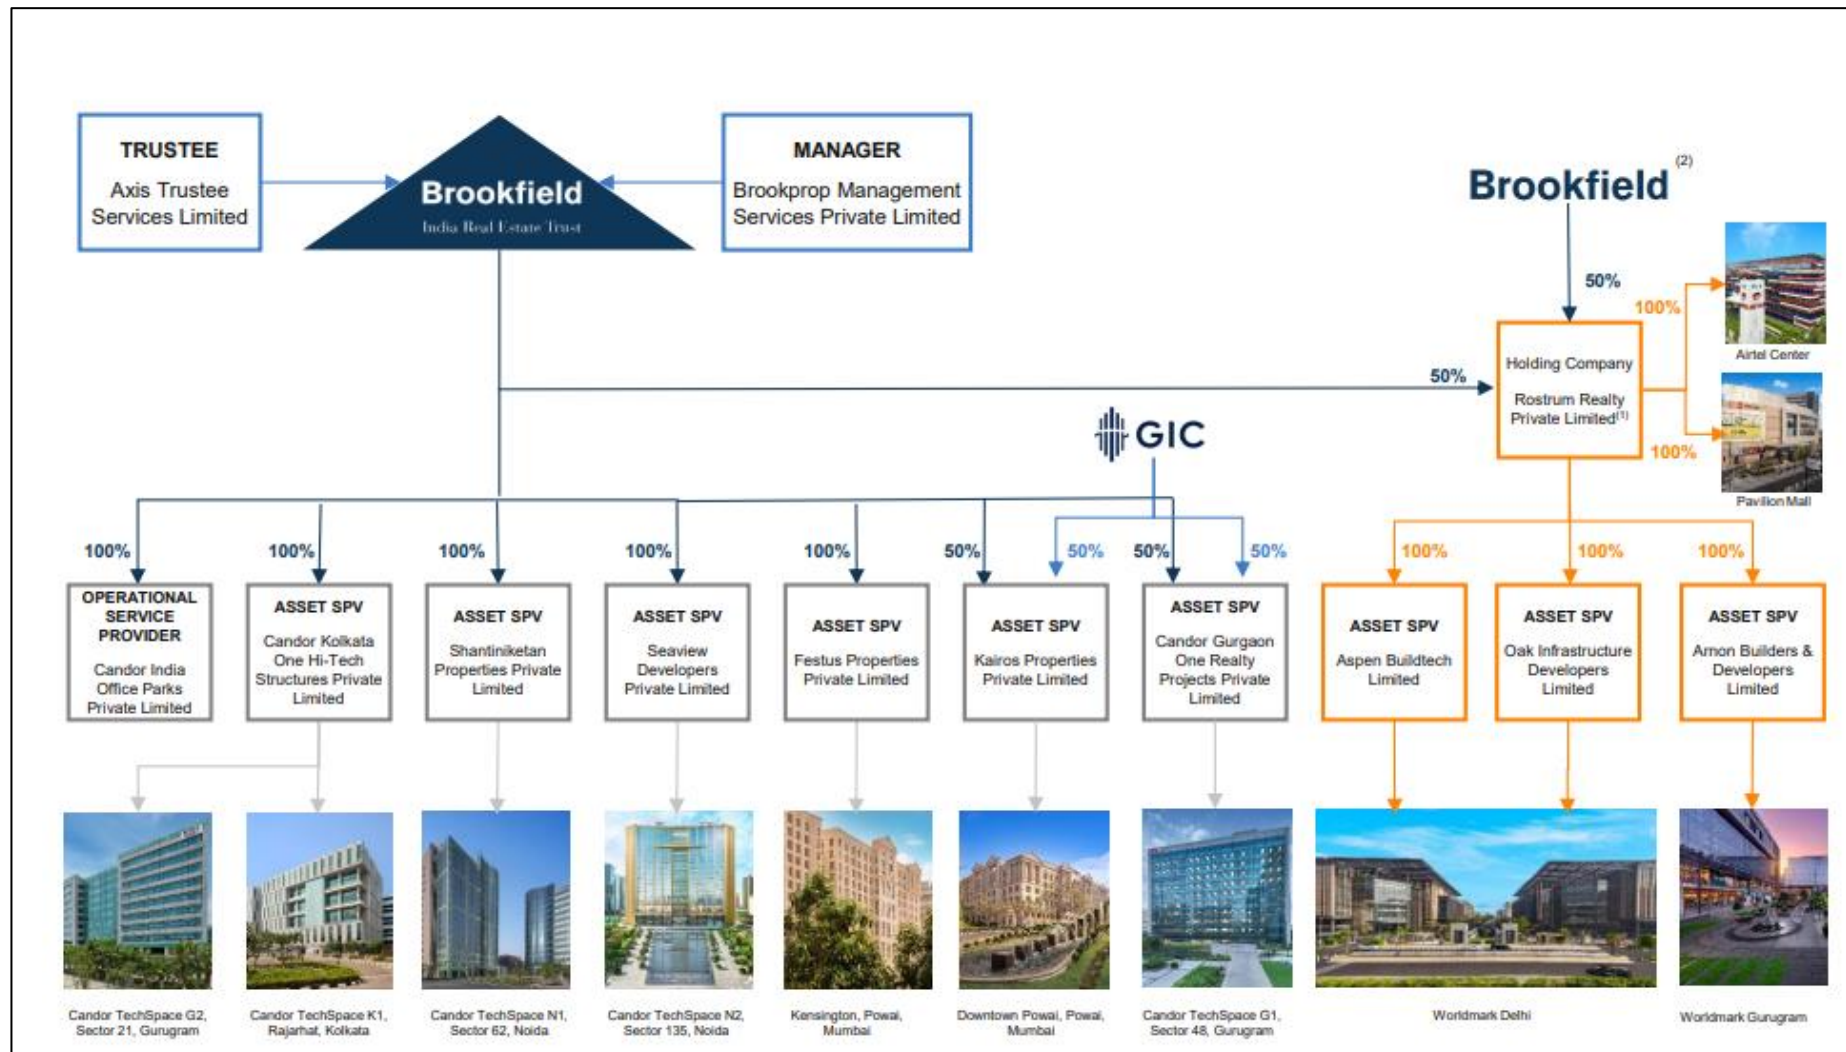 TRUSTEE
Axis Trustee
Services Limited
Brookfield
India Real Estate Trust
MANAGER
Brookprop Management
Services Private Limited
Brookfield (2)
50%
100%
Airtel Center
50%
Holding Company
Rostrum Realty
Private Limited(1)
100%
Pavilion Mall
GIC
100%
100%
100%
100%
100%
50%
50%
50%
50%
100%
100%
100%
OPERATIONAL
SERVICE
PROVIDER
Candor India
Office Parks
Private Limited
ASSET SPV
Candor Kolkata
One Hi-Tech
Structures Private
Limited
ASSET SPV
Shantiniketan
Properties Private
Limited
ASSET SPV
Seaview
Developers
Private Limited
ASSET SPV
Festus Properties
Private Limited
ASSET SPV
Kairos Properties
Private Limited
ASSET SPV
Candor Gurgaon
One Realty
Projects Private
Limited
ASSET SPV
Aspen Buildtech
Limited
ASSET SPV
Oak Infrastructure
Developers
Limited
ASSET SPV
Arnon Builders &
Developers
Limited
Candor TechSpace G2,
Sector 21, Gurugram
Candor TechSpace K1,
Rajarhat, Kolkata
Candor TechSpace N1,
Sector 62, Noida
Candor TechSpace N2,
Sector 135, Noida
Kensington, Powai,
Mumbai
Downtown Powai, Powai,
Mumbai
Candor TechSpace G1,
Sector 48, Gurugram
Worldmark Delhi
Worldmark Gurugram